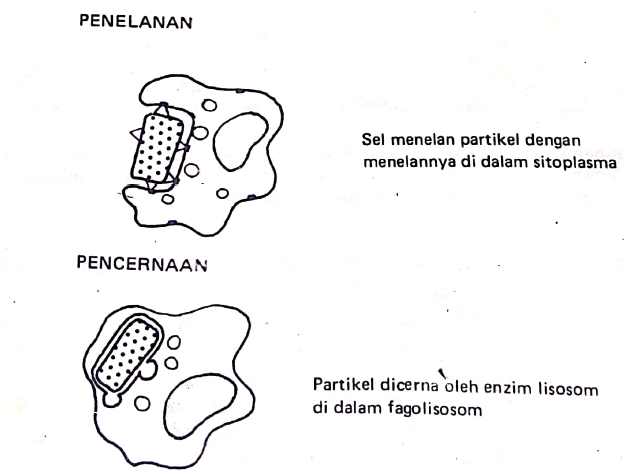 PENELANAN
Sel menelan partikel dengan
menelannya di dalam sitoplasma
PENCERNAAN
Partikel dicerna oleh enzim lisosom
di dalam fagolisosom